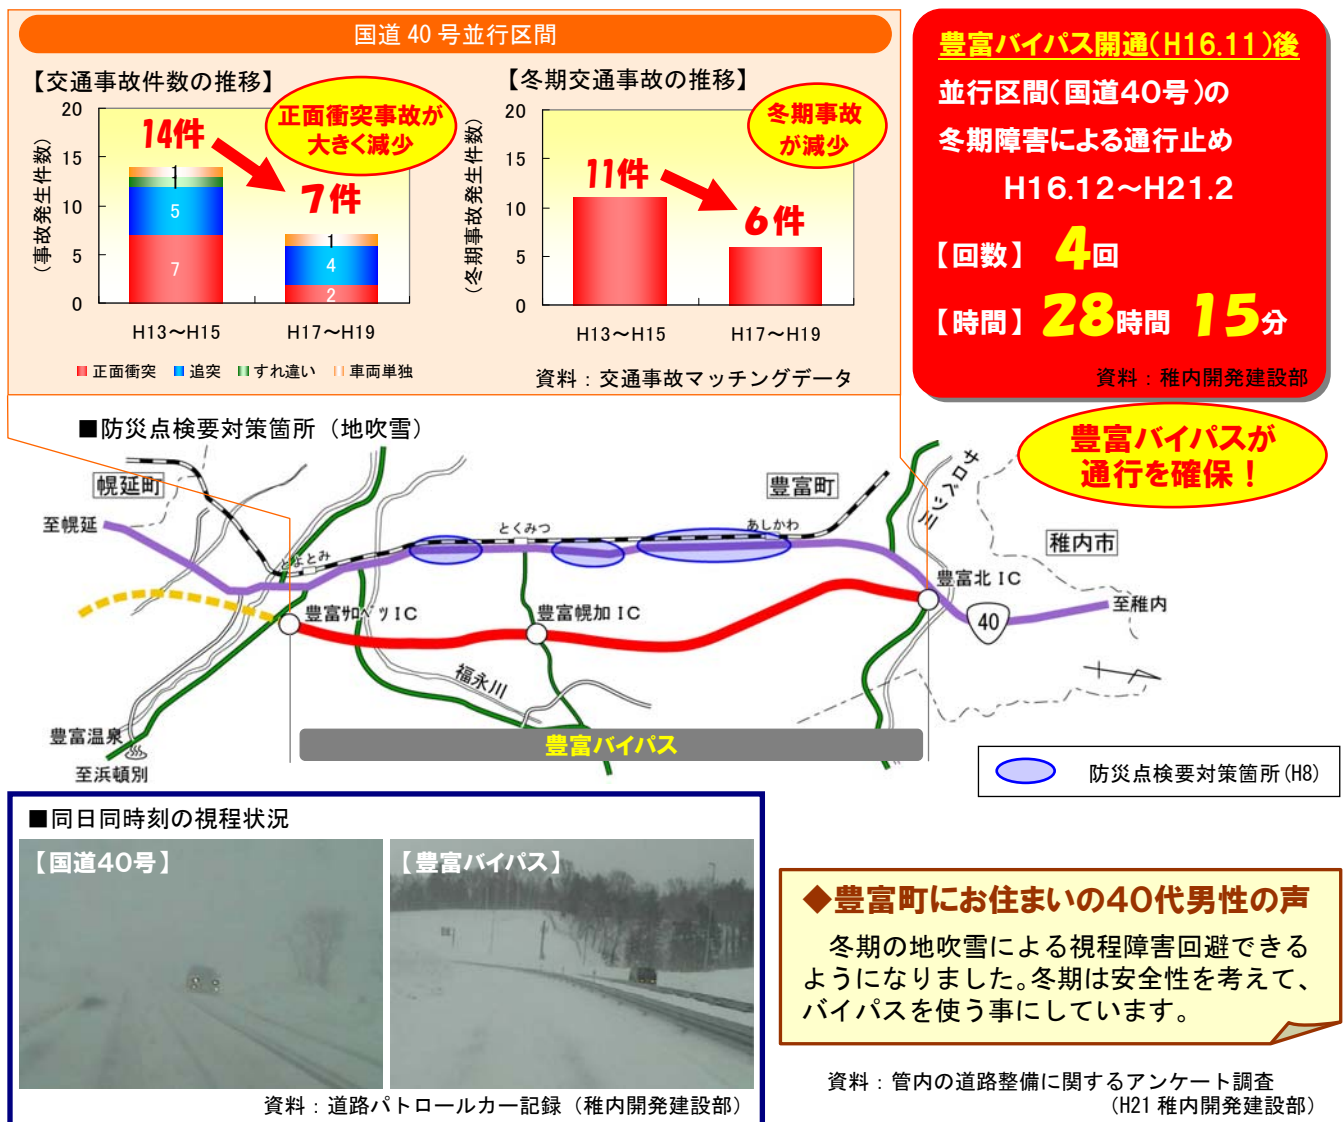 国道40号並行区間
【交通事故件数の推移】
(事故発生件数)
20
15
10
5
0
14件
7件
正面衝突事故が
大きく減少
1
1
5
7
1
4
2
H13～H15
H17～H19
正面衝突 追突 すれ違い 車両単独
【冬期交通事故の推移】
(冬期事故発生件数)
20
15
10
5
0
11件
6件
冬期事故
が減少
H13～H15
H17～H19
資料：交通事故マッチングデータ
豊富バイパス開通(H16.11)後
並行区間(国道40号)の
冬期障害による通行止め
H16.12～H21.2
【回数】 4回
【時間】 28時間 15分
資料：稚内開発建設部
豊富バイパスが
通行を確保！
■防災点検要対策箇所（地吹雪）
幌延町
至幌延
とよとみ
とくみつ
豊富町
あしかわ
サロベツ川
稚内市
豊富北IC
至稚内
40
豊富サロベツIC
豊富幌加IC
福永川
豊富温泉
至浜頓別
豊富バイパス
防災点検要対策箇所(H8)
■同日同時刻の視程状況
【国道40号】
【豊富バイパス】
資料：道路パトロールカー記録（稚内開発建設部）
◆豊富町にお住まいの40代男性の声
冬期の地吹雪による視程障害回避できる
ようになりました。冬期は安全性を考えて、
バイパスを使う事にしています。
資料：管内の道路整備に関するアンケート調査
(H21 稚内開発建設部)